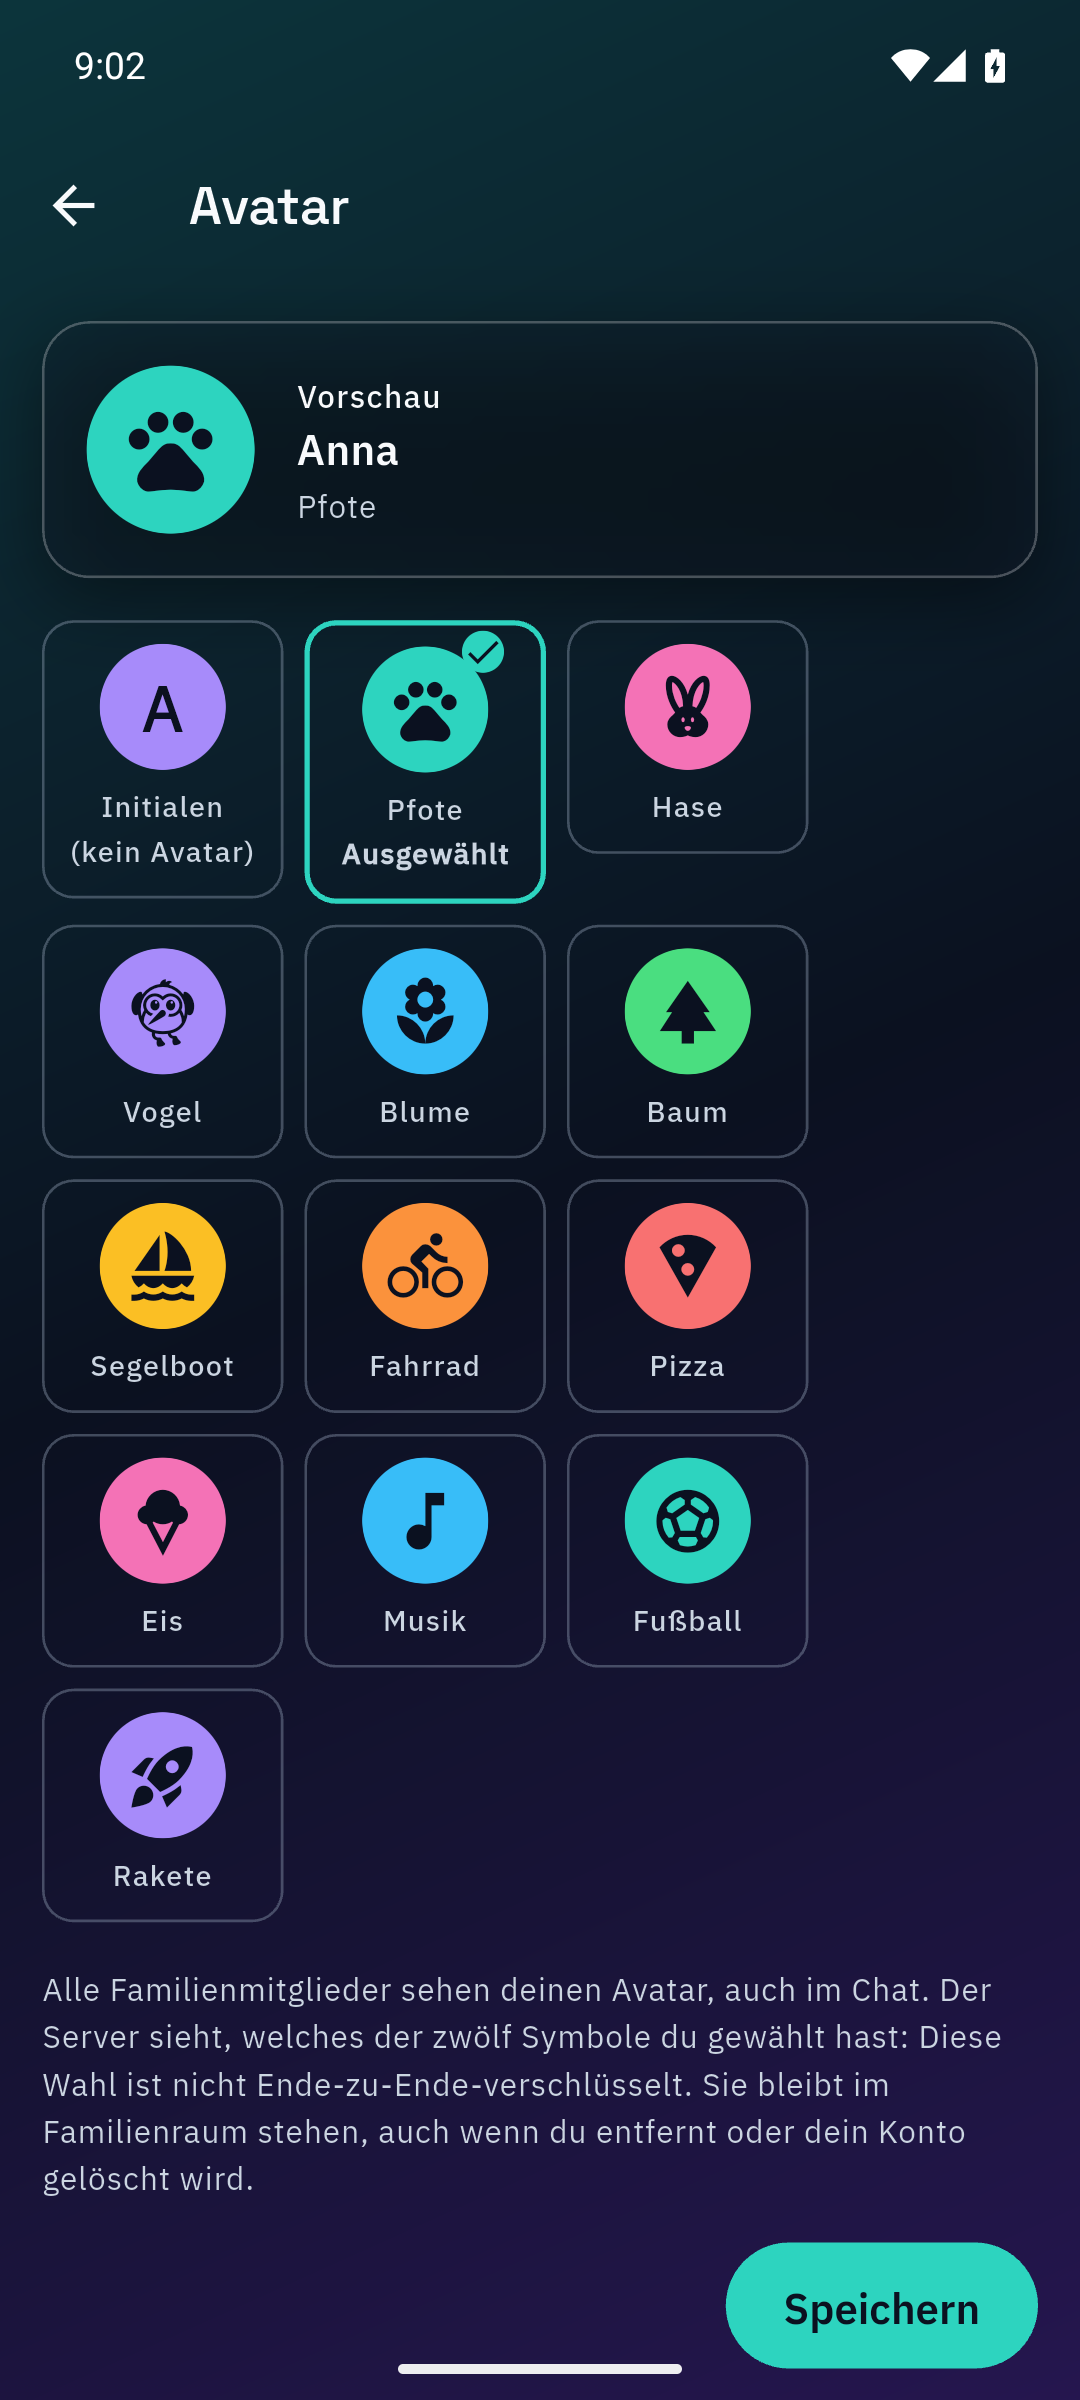 9:02
Avatar
Vorschau
Anna
Pfote
A
Initialen
(kein Avatar)
Pfote
Ausgewählt
Hase
Vogel
Blume
Baum
Segelboot
Fahrrad
Pizza
Eis
Musik
Fußball
Rakete
Alle Familienmitglieder sehen deinen Avatar, auch im Chat. Der
Server sieht, welches der zwölf Symbole du gewählt hast: Diese
Wahl ist nicht Ende-zu-Ende-verschlüsselt. Sie bleibt im
Familienraum stehen, auch wenn du entfernt oder dein Konto
gelöscht wird.
Speichern